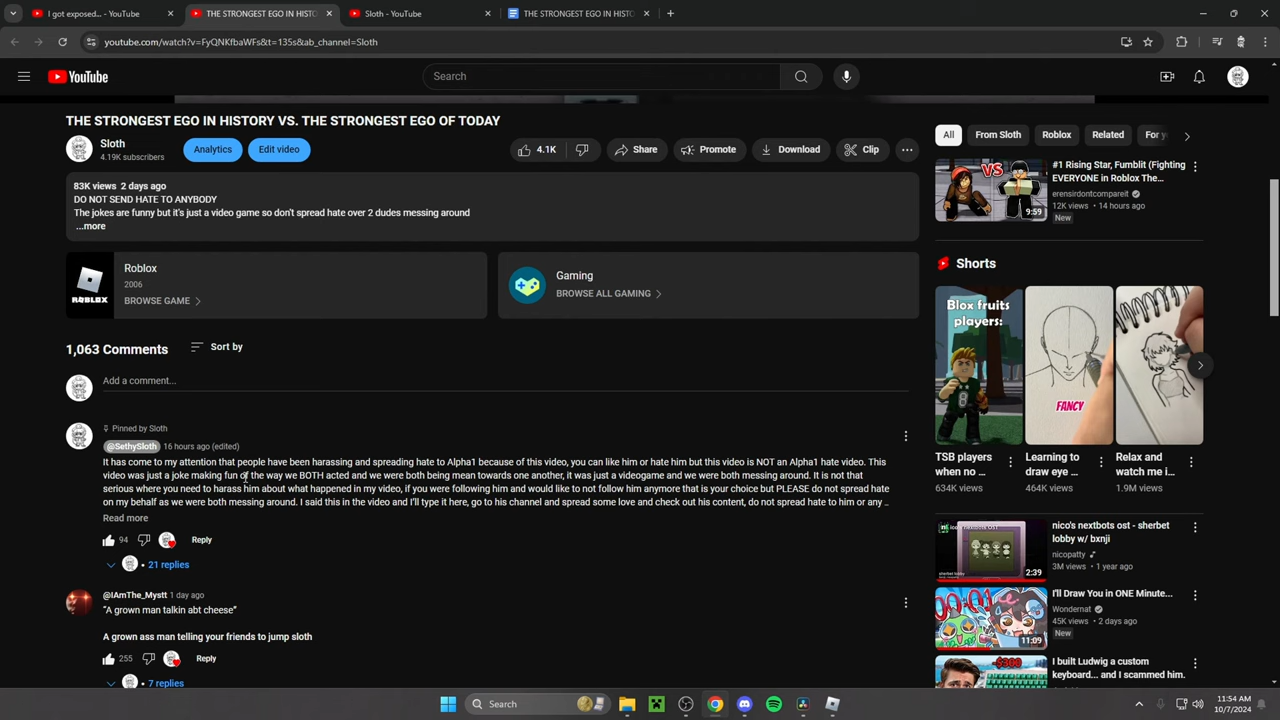 I got exposed... - YouTube
THE STRONGEST EGO IN HISTO
Sloth - YouTube
THE STRONGEST EGO IN HISTO
youtube.com/watch?v=FyQNKfbaWFs&t=135s&ab_channel=Sloth
YouTube
Search
THE STRONGEST EGO IN HISTORY VS. THE STRONGEST EGO OF TODAY
Sloth
4.19K subscribers
Analytics
Edit video
4.1K
Share
Promote
Download
Clip
83K views 2 days ago
DO NOT SEND HATE TO ANYBODY
The jokes are funny but it's just a video game so don't spread hate over 2 dudes messing around
...more
Roblox
2006
BROWSE GAME
Gaming
BROWSE ALL GAMING
1,063 Comments
Sort by
Add a comment...
Pinned by Sloth
@SethySloth 16 hours ago (edited)
It has come to my attention that people have been harassing and spreading hate to Alpha1 because of this video, you can like him or hate him but this video is NOT an Alpha1 hate video. This
video was just a joke making fun of the way we BOTH acted and we were both being mean towards one another, it was just a videogame and we were both messing around. It is not that
serious where you need to harass him about what happened in my video, if you were following him and would like to not follow him anymore that is your choice but PLEASE do not spread hate
on my behalf as we were both messing around. I said this in the video and I'll type it here, go to his channel and spread some love and check out his content, do not spread hate to him or any ..
Read more
94
Reply
21 replies
@IAmThe_Mystt 1 day ago
“A grown man talkin abt cheese”
A grown ass man telling your friends to jump sloth
255
Reply
7 replies
All
From Sloth
Roblox
Related
For y
VS
9:59
#1 Rising Star, Fumblit (Fighting
EVERYONE in Roblox The...
erensirdontcompareit
12K views • 14 hours ago
New
Shorts
Blox fruits
players:
FANCY
TSB players
when no ...
634K views
Learning to
draw eye ...
464K views
Relax and
watch me i...
1.9M views
2:39
nico's nextbots ost - sherbet
lobby w/ bxnji
nicopatty
3M views • 1 year ago
11:09
I'll Draw You in ONE Minute...
Wondernat
45K views • 2 days ago
New
-$300
I built Ludwig a custom
keyboard... and I scammed him.
Search
11:54 AM
10/7/2024